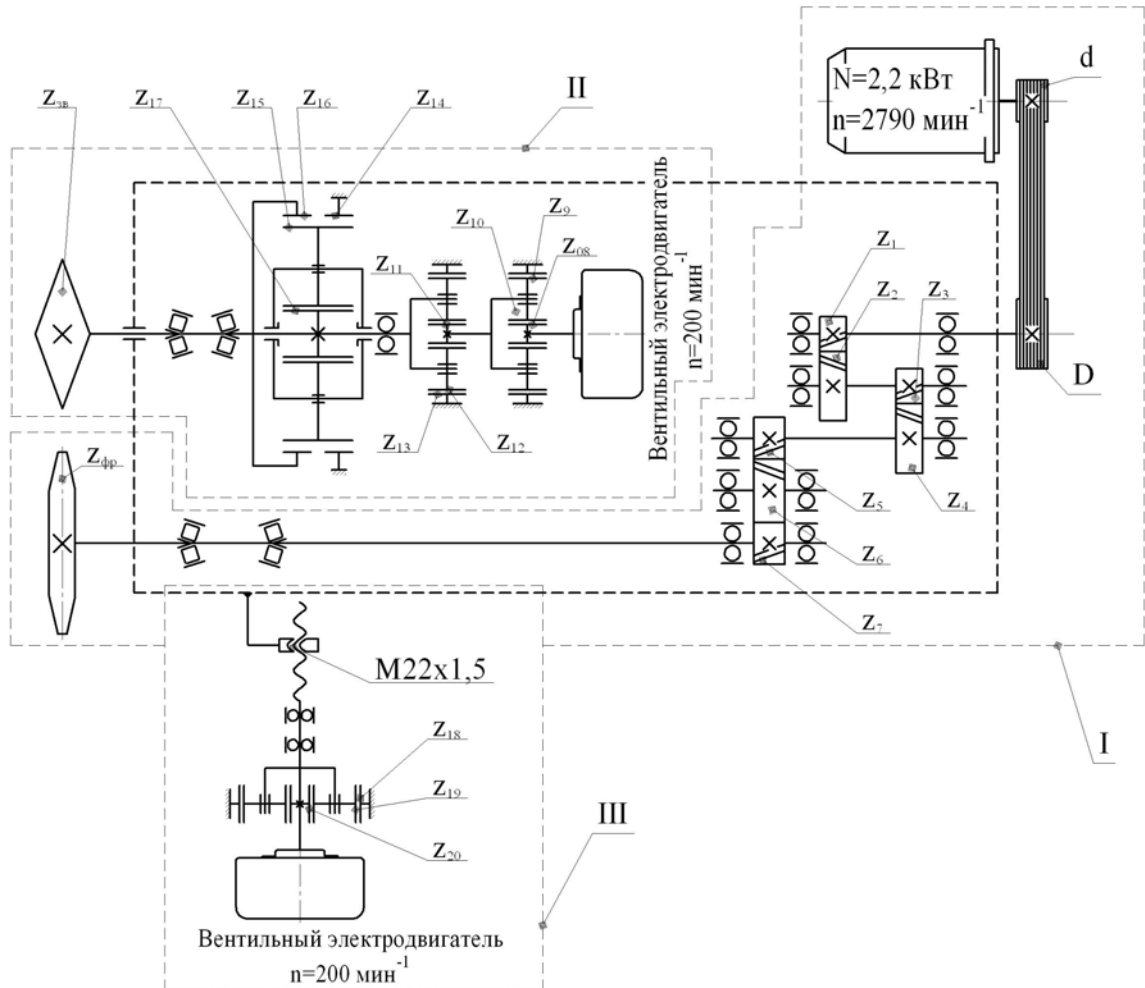 d
N=2,2 кВт
n=2790 мин⁻¹
II
z₃ᵥ
z₁₇
z₁₅
z₁₆
z₁₄
z₁₀
z₉
z₀₈
z₁₁
Вентильный электродвигатель
n=200 мин⁻¹
z₁
z₂
z₃
D
z₁₃
z₁₂
zфр
z₅
z₄
z₆
z₇
M22x1,5
I
z₁₈
z₁₉
z₂₀
III
Вентильный электродвигатель
n=200 мин⁻¹